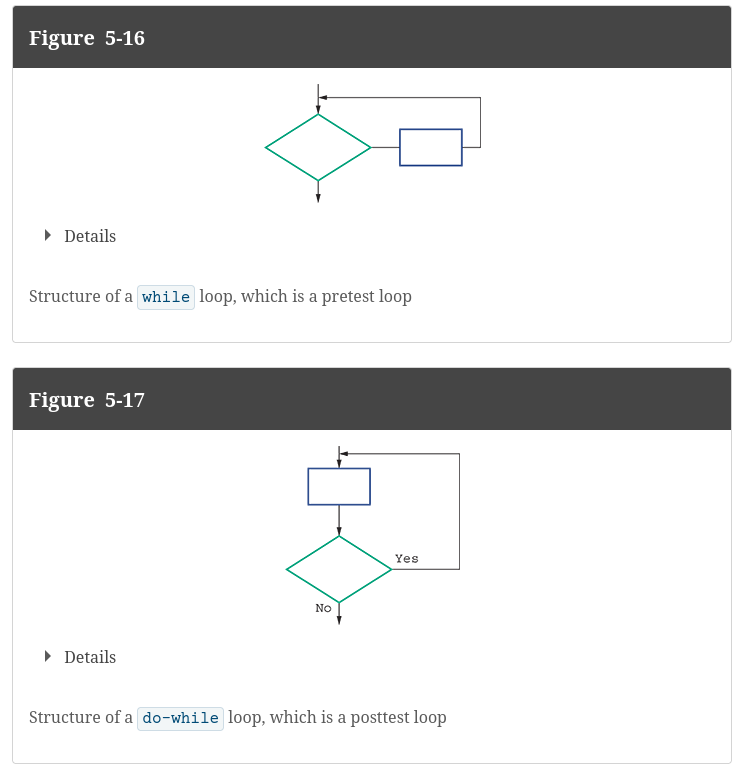 Figure 5-16
Details
Structure of a while loop, which is a pretest loop
Figure 5-17
Yes
No
Details
Structure of a do-while loop, which is a posttest loop